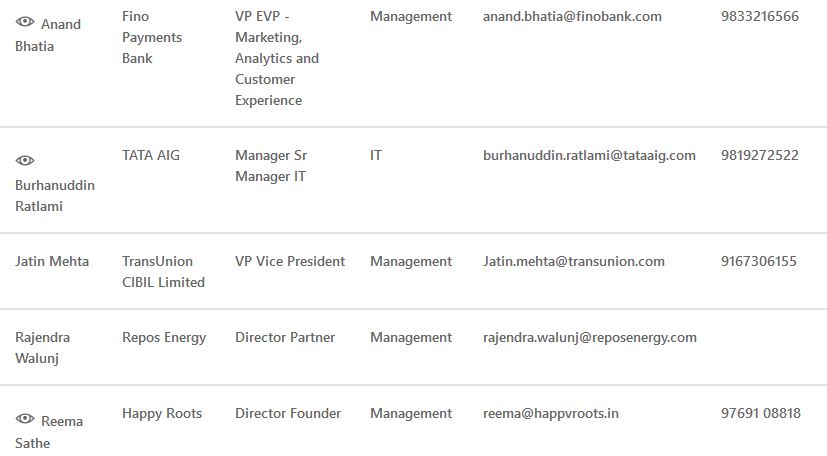 Anand Bhatia Fino Payments Bank VP EVP - Marketing, Analytics and Customer Experience Management anand.bhatia@finobank.com 9833216566
Burhanuddin Ratlami TATA AIG Manager Sr Manager IT IT burhanuddin.ratlami@tataaig.com 9819272522
Jatin Mehta TransUnion CIBIL Limited VP Vice President Management Jatin.mehta@transunion.com 9167306155
Rajendra Walunj Repos Energy Director Partner Management rajendra.walunj@reposenergy.com
Reema Sathe Happy Roots Director Founder Management reema@happvroots.in 97691 08818